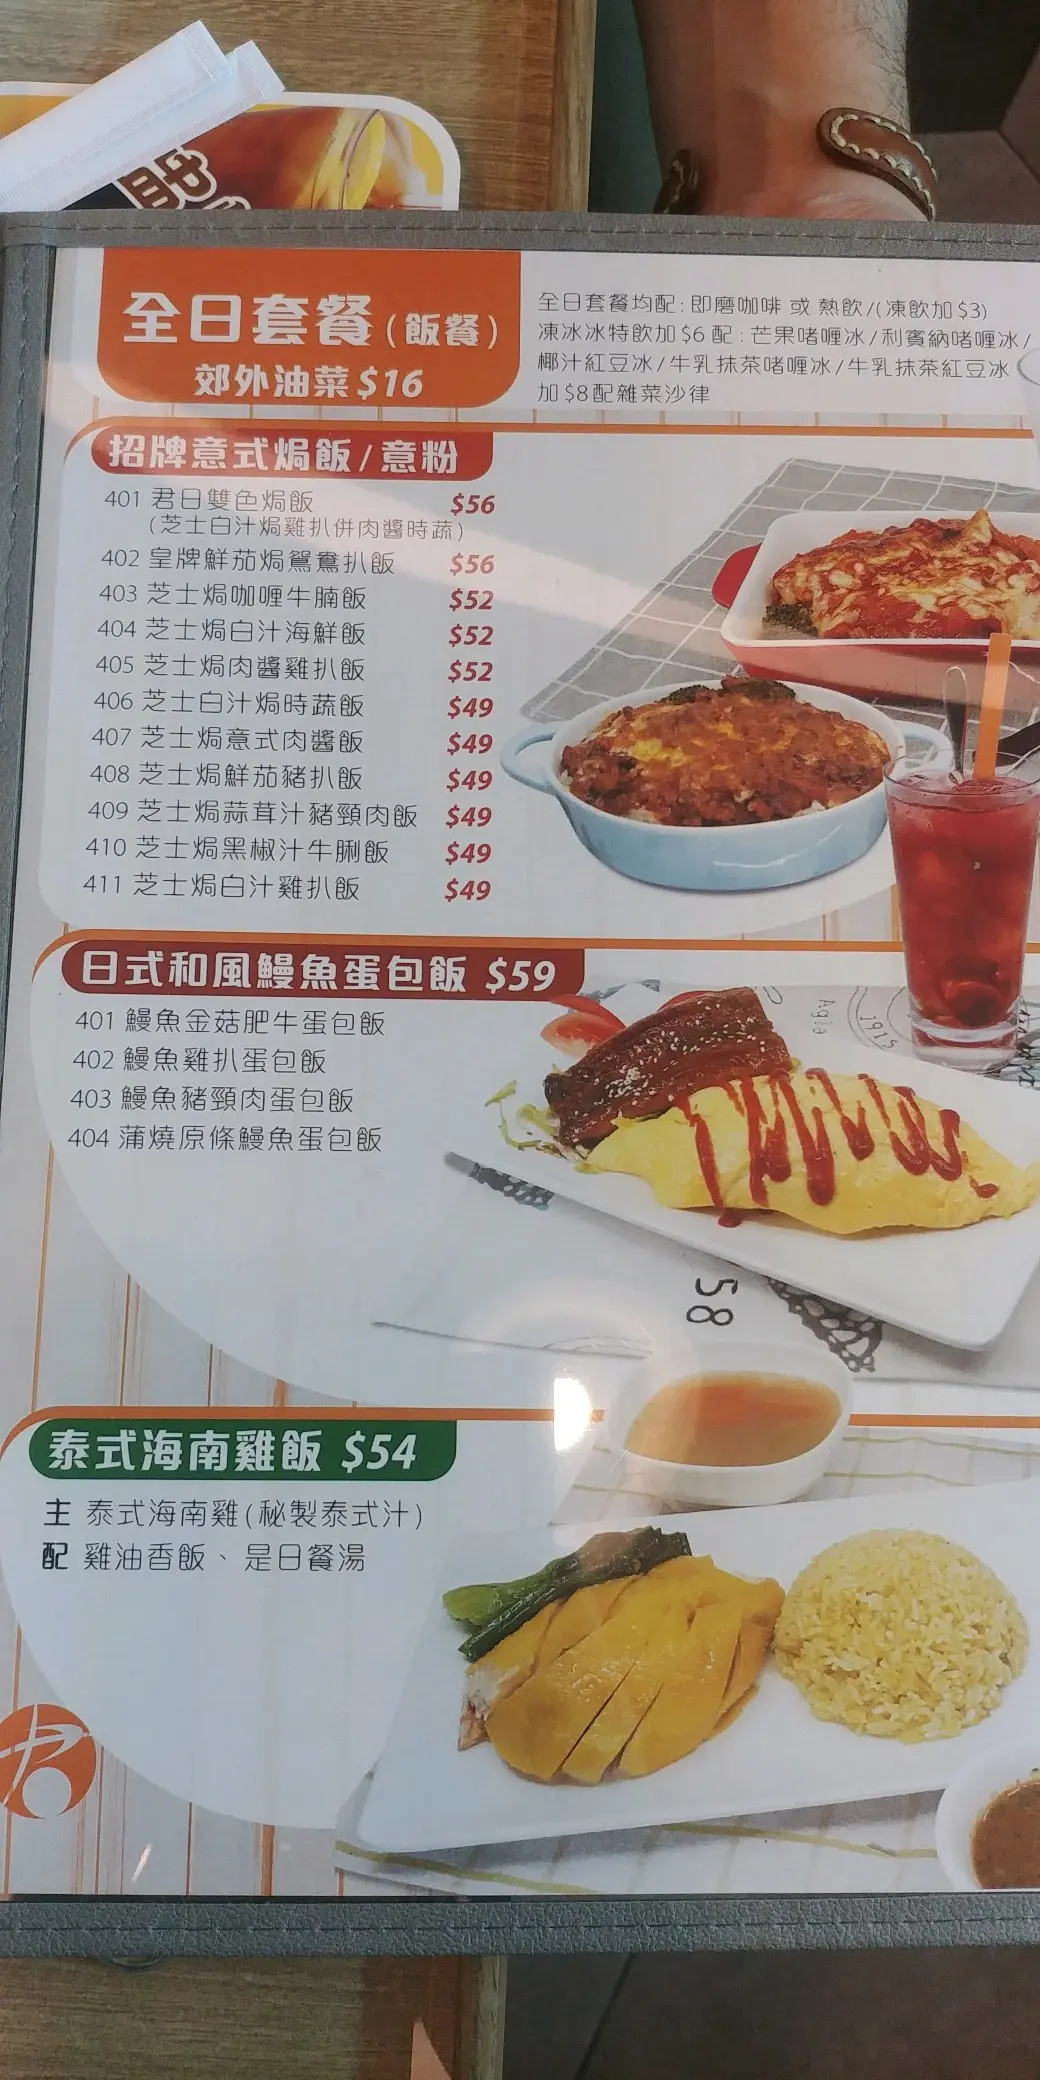 全日套餐(飯餐)
郊外油菜$16
全日套餐均配:即磨咖啡 或 熱飲/(凍飲加$3)
凍冰冰特飲加$6 配:芒果啫喱冰/利賓納啫喱冰/
椰汁紅豆冰/牛乳抹茶啫喱冰/牛乳抹茶紅豆冰
加$8配雜菜沙律
招牌意式焗飯/意粉
401 君日雙色焗飯 $56
(芝士白汁焗雞扒併肉醬時蔬)
402 皇牌鮮茄焗鴛鴦扒飯 $56
403 芝士焗咖喱牛腩飯 $52
404 芝士焗白汁海鮮飯 $52
405 芝士焗肉醬雞扒飯 $52
406 芝士白汁焗時蔬飯 $49
407 芝士焗意式肉醬飯 $49
408 芝士焗鮮茄豬扒飯 $49
409 芝士焗蒜茸汁豬頸肉飯 $49
410 芝士焗黑椒汁牛脷飯 $49
411 芝士焗白汁雞扒飯 $49
日式和風鰻魚蛋包飯 $59
401 鰻魚金菇肥牛蛋包飯
402 鰻魚雞扒蛋包飯
403 鰻魚豬頸肉蛋包飯
404 蒲燒原條鰻魚蛋包飯
1915
58
泰式海南雞飯 $54
主 泰式海南雞(秘製泰式汁)
配 雞油香飯、是日餐湯